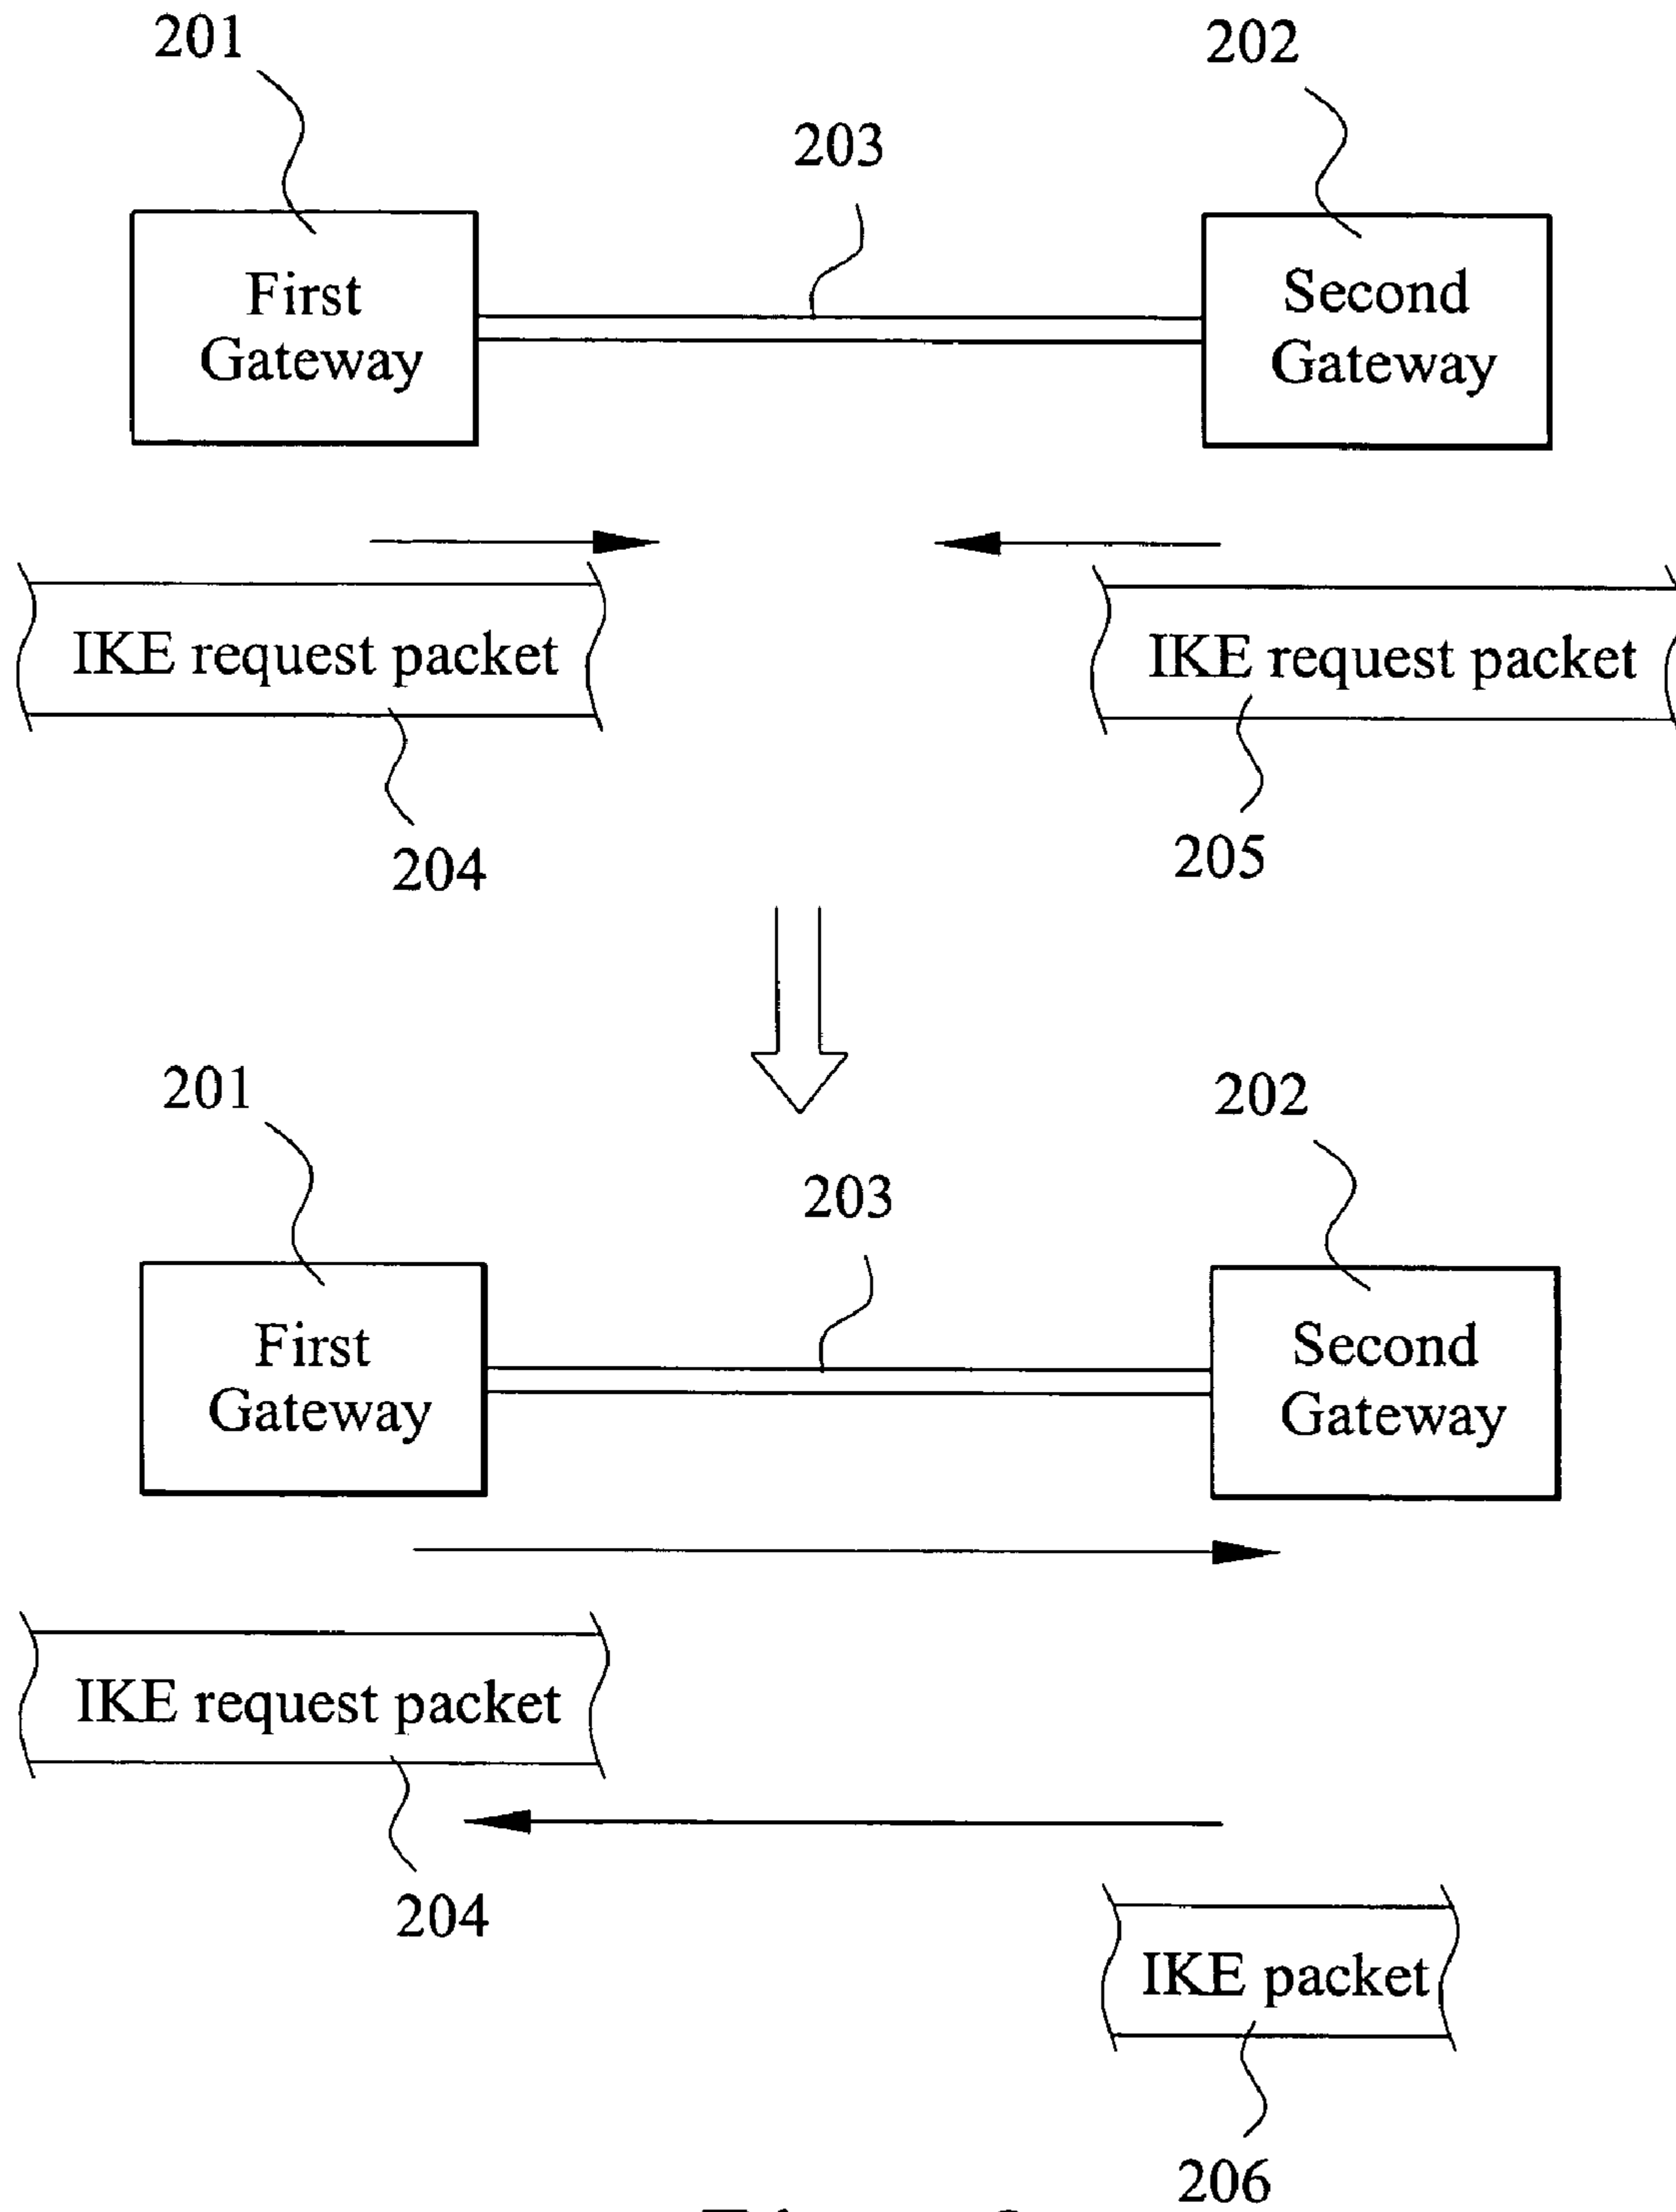 201
202
203
First
Gateway
Second
Gateway
IKE request packet
IKE request packet
204
205
201
202
203
First
Gateway
Second
Gateway
IKE request packet
204
IKE packet
206